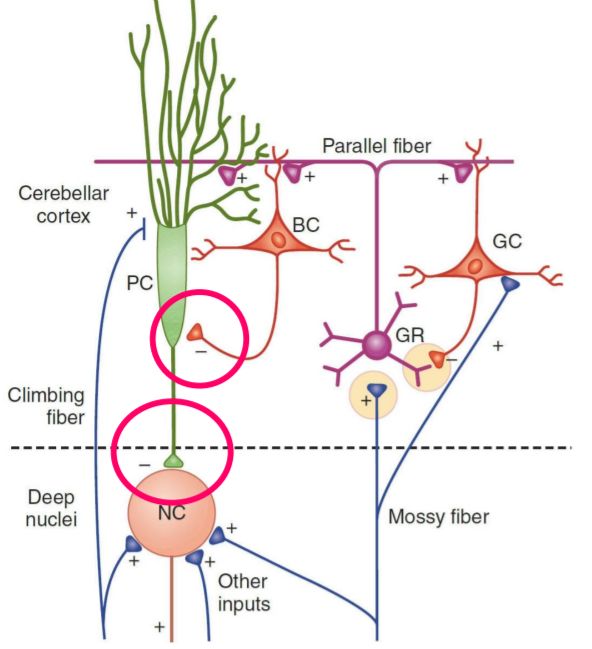 Parallel fiber
+
+
+
Cerebellar
cortex
+
BC
GC
PC
GR
−
−
+
+
Climbing
fiber
−
Deep
nuclei
NC
Mossy fiber
+
+
+
Other
inputs
+